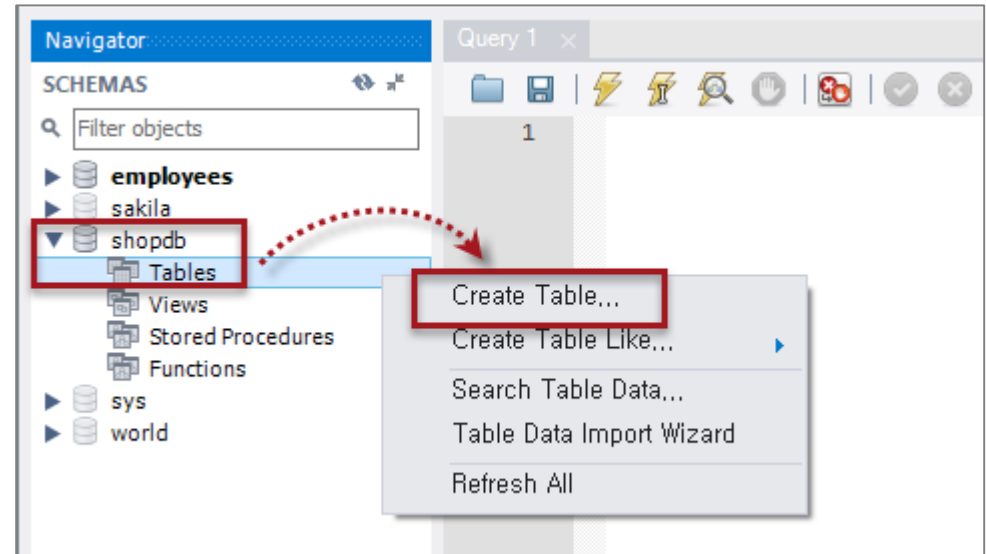 Navigator
Query 1 ×
SCHEMAS
Filter objects
1
employees
sakila
shopdb
Tables
Views
Stored Procedures
Functions
sys
world
Create Table...
Create Table Like...
Search Table Data...
Table Data Import Wizard
Refresh All